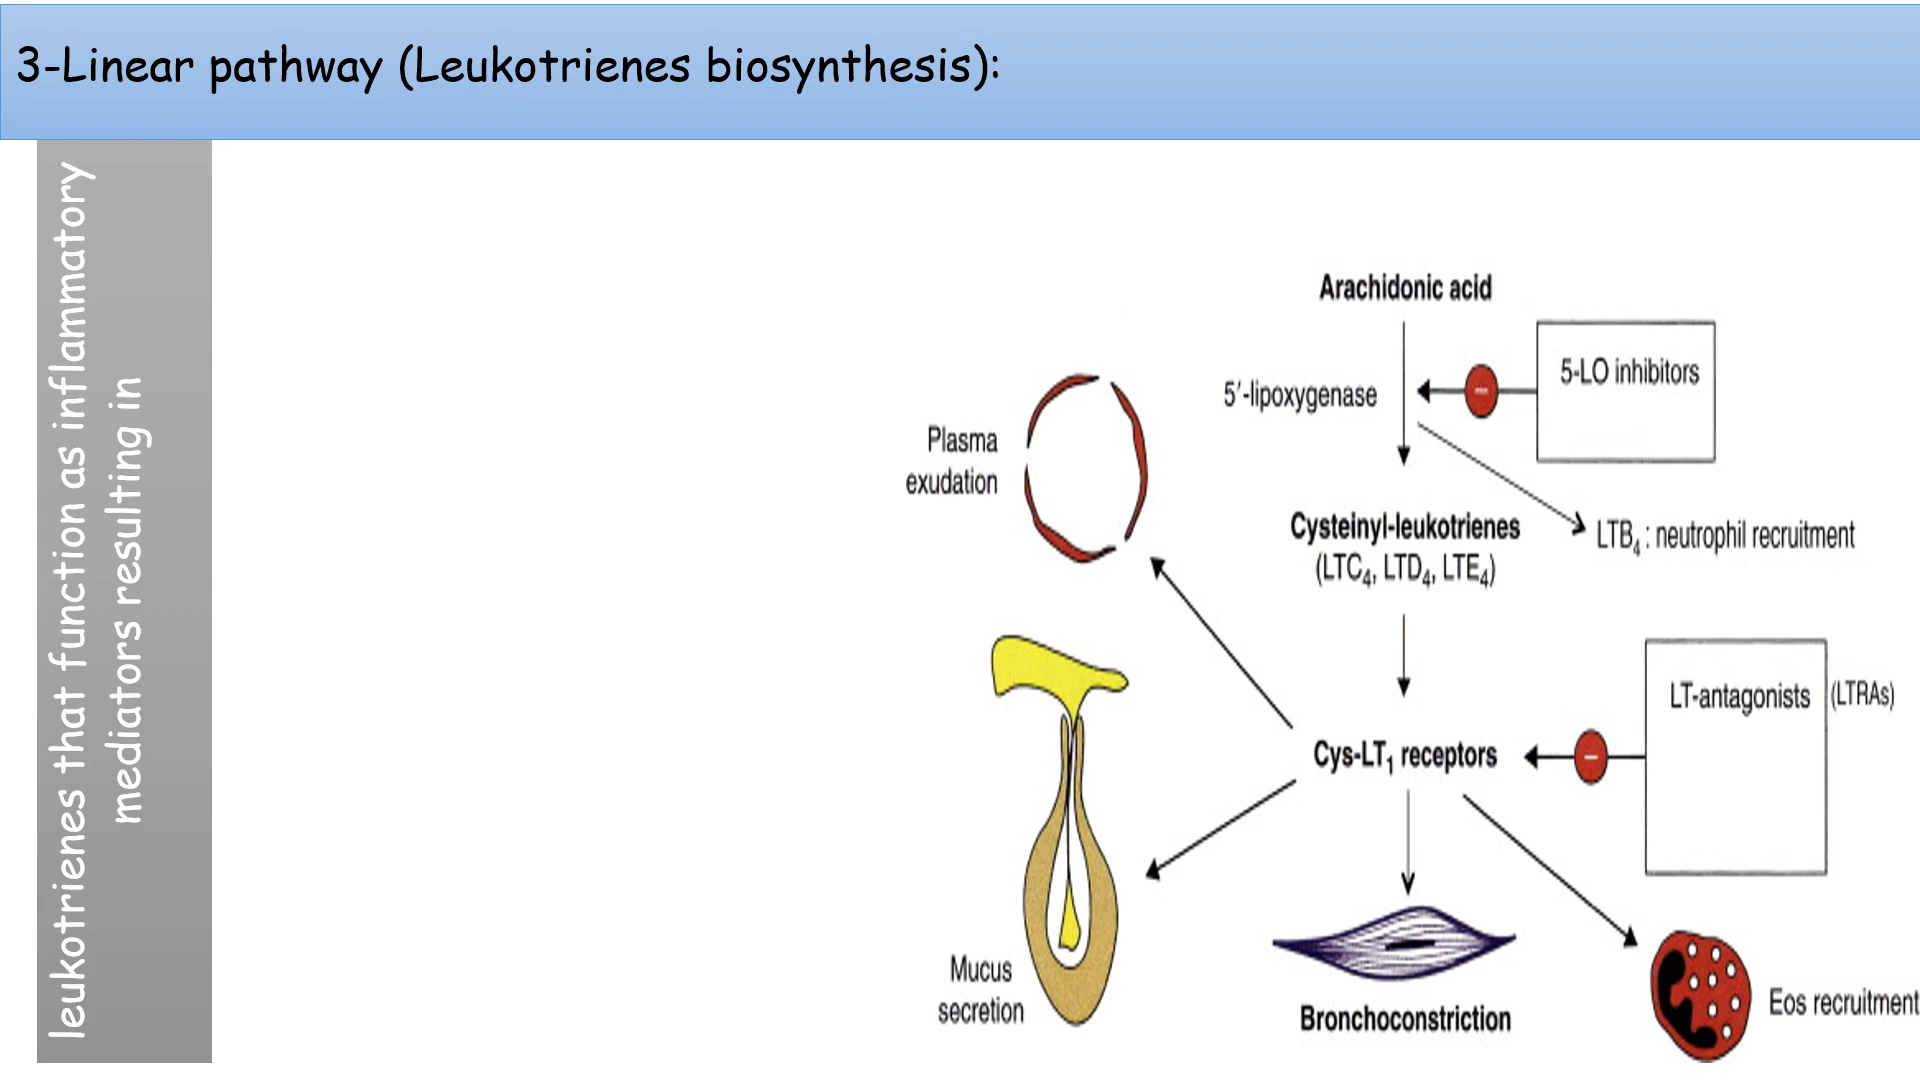 3-Linear pathway (Leukotrienes biosynthesis):
leukotrienes that function as inflammatory
mediators resulting in
Arachidonic acid
5-LO inhibitors
5′-lipoxygenase
Plasma
exudation
Cysteinyl-leukotrienes
(LTC₄, LTD₄, LTE₄)
LTB₄ : neutrophil recruitment
LT-antagonists (LTRAs)
Cys-LT₁ receptors
Mucus
secretion
Bronchoconstriction
Eos recruitment